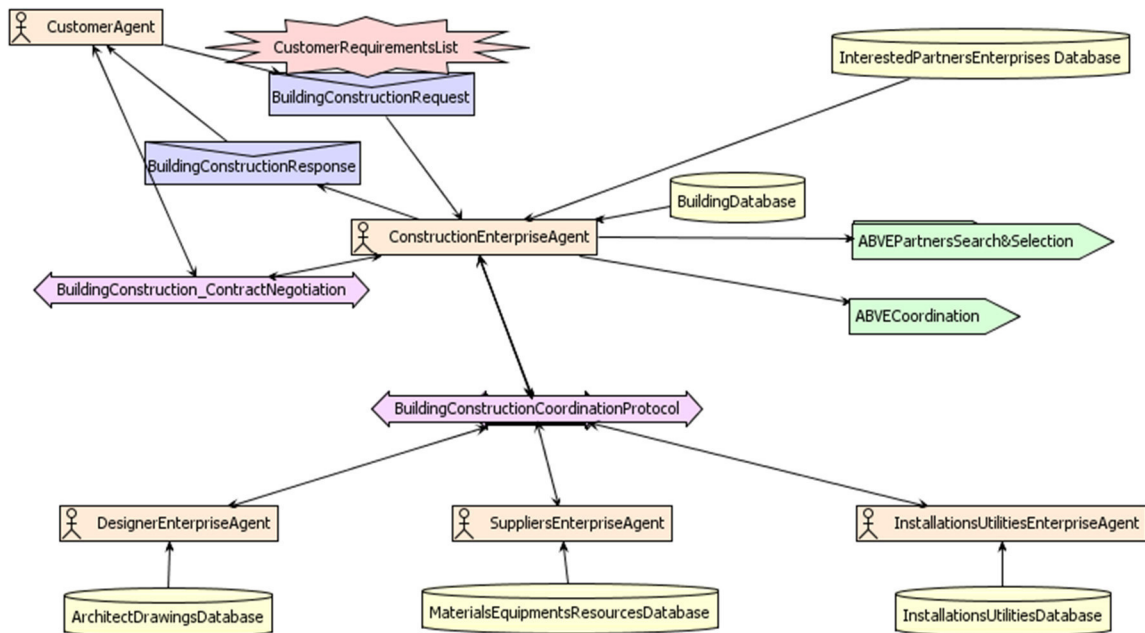 CustomerAgent
CustomerRequirementsList
InterestedPartnersEnterprises Database
BuildingConstructionRequest
BuildingConstructionResponse
BuildingDatabase
ConstructionEnterpriseAgent
ABVEPartnersSearch&Selection
BuildingConstruction_ContractNegotiation
ABVECoordination
BuildingConstructionCoordinationProtocol
DesignerEnterpriseAgent
SuppliersEnterpriseAgent
InstallationsUtilitiesEnterpriseAgent
ArchitectDrawingsDatabase
MaterialsEquipmentsResourcesDatabase
InstallationsUtilitiesDatabase